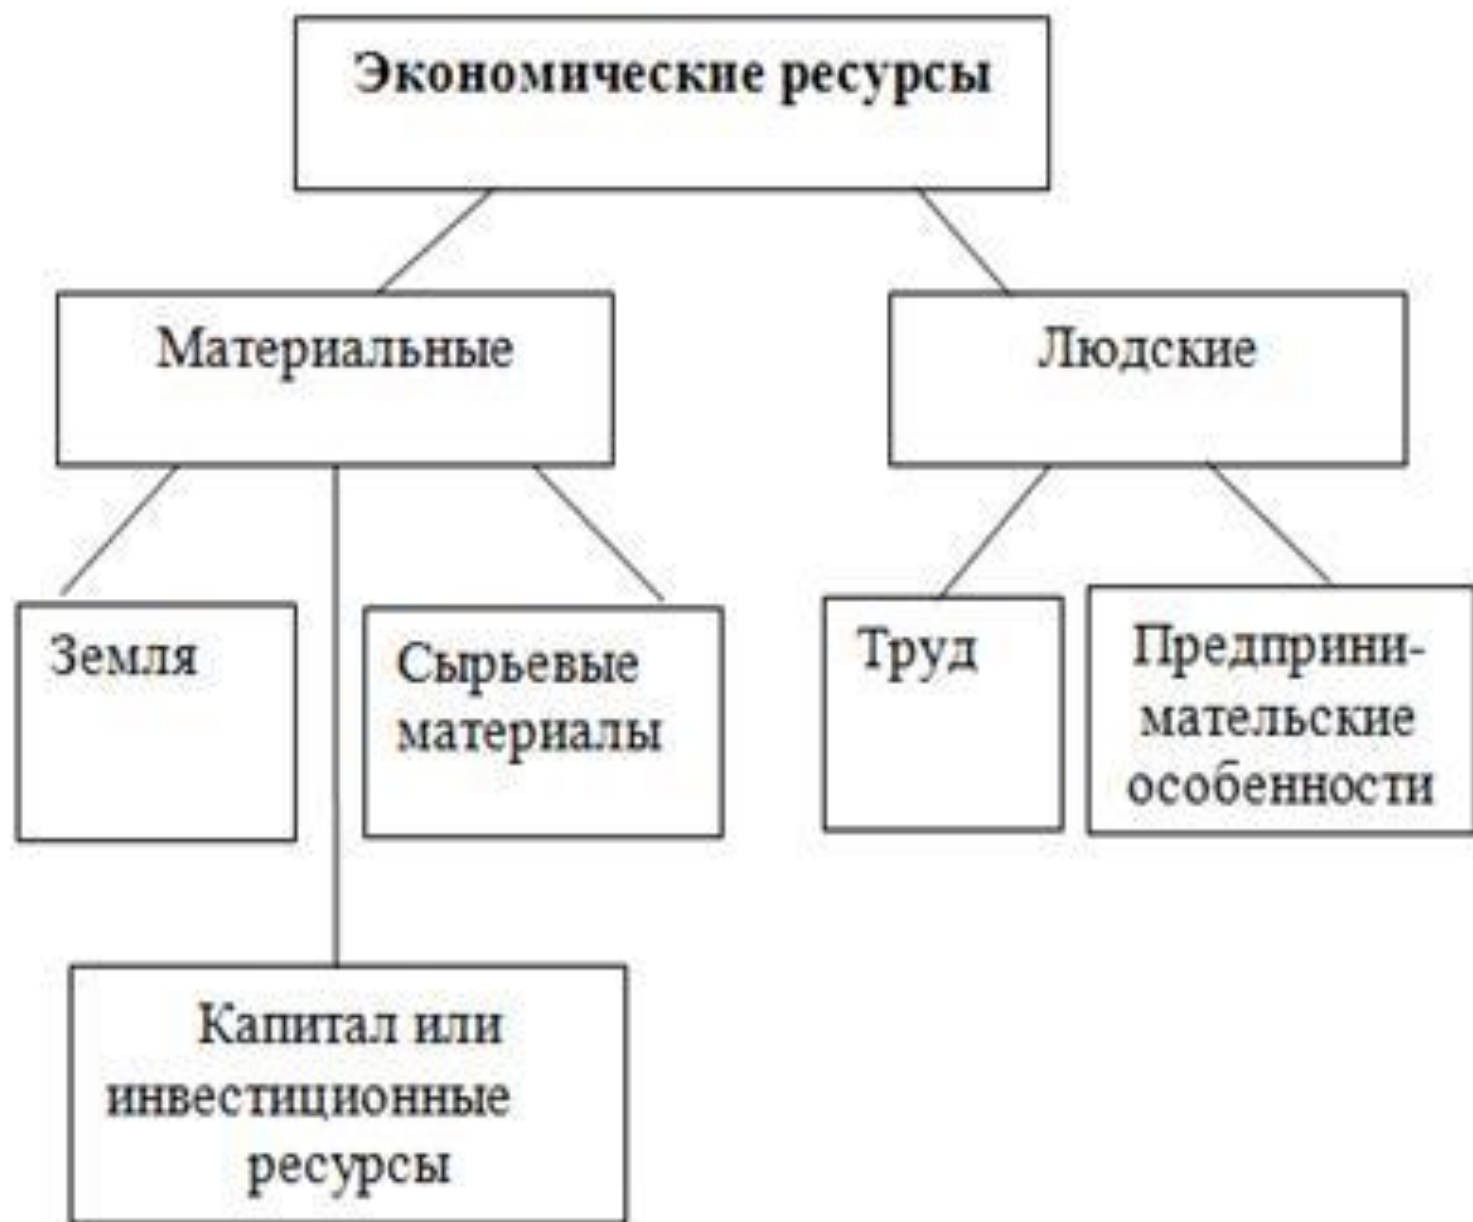 Экономические ресурсы
Материальные
Людские
Земля
Сырьевые
материалы
Труд
Предприни-
мательские
особенности
Капитал или
инвестиционные
ресурсы